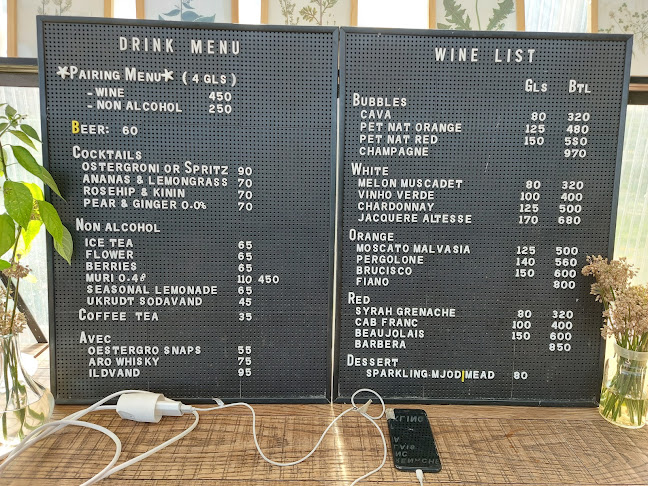 DRINK MENU
★PAIRING MENU★ (4 GLS)
- WINE 450
- NON ALCOHOL 250
BEER: 60
COCKTAILS
OSTERGRONI OR SPRITZ 90
ANANAS & LEMONGRASS 70
ROSEHIP & KININ 70
PEAR & GINGER 0.0% 70
NON ALCOHOL
ICE TEA 65
FLOWER 65
BERRIES 65
MURI 0.4% 110 450
SEASONAL LEMONADE 65
UKRUDT SODAVAND 45
COFFEE TEA 35
AVEC
OESTERGRO SNAPS 55
ARO WHISKY 75
ILDVAND 95
WINE LIST
GLS BTL
BUBBLES
CAVA 80 320
PET NAT ORANGE 125 480
PET NAT RED 150 580
CHAMPAGNE 970
WHITE
MELON MUSCADET 80 320
VINHO VERDE 100 400
CHARDONNAY 125 500
JACQUERE ALTESSE 170 680
ORANGE
MOSCATO MALVASIA 125 500
PERGOLONE 140 560
BRUCISCO 150 600
FIANO 800
RED
SYRAH GRENACHE 80 320
CAB FRANC 100 400
BEAUJOLAIS 150 600
BARBERA 850
DESSERT
SPARKLING MJOD|MEAD 80